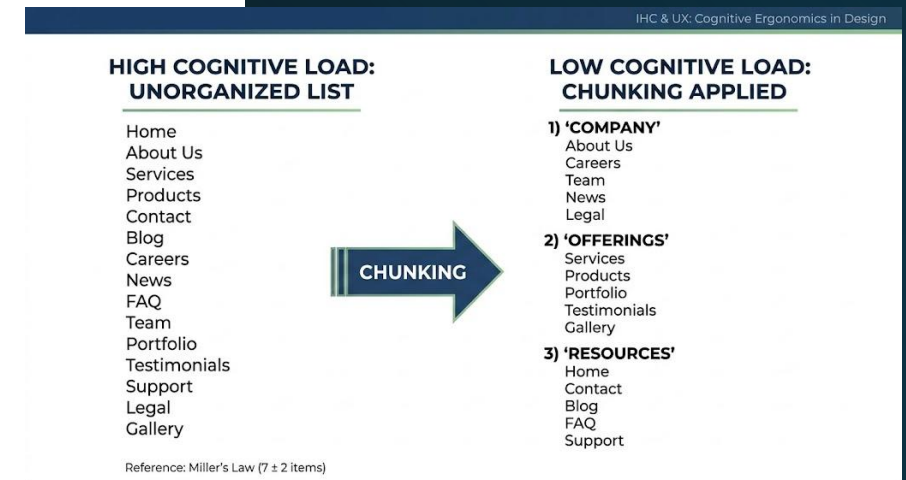 IHC & UX: Cognitive Ergonomics in Design
HIGH COGNITIVE LOAD:
UNORGANIZED LIST
Home
About Us
Services
Products
Contact
Blog
Careers
News
FAQ
Team
Portfolio
Testimonials
Support
Legal
Gallery
Reference: Miller's Law (7 ± 2 items)
CHUNKING
LOW COGNITIVE LOAD:
CHUNKING APPLIED
1) ‘COMPANY’
About Us
Careers
Team
News
Legal
2) ‘OFFERINGS’
Services
Products
Portfolio
Testimonials
Gallery
3) ‘RESOURCES’
Home
Contact
Blog
FAQ
Support